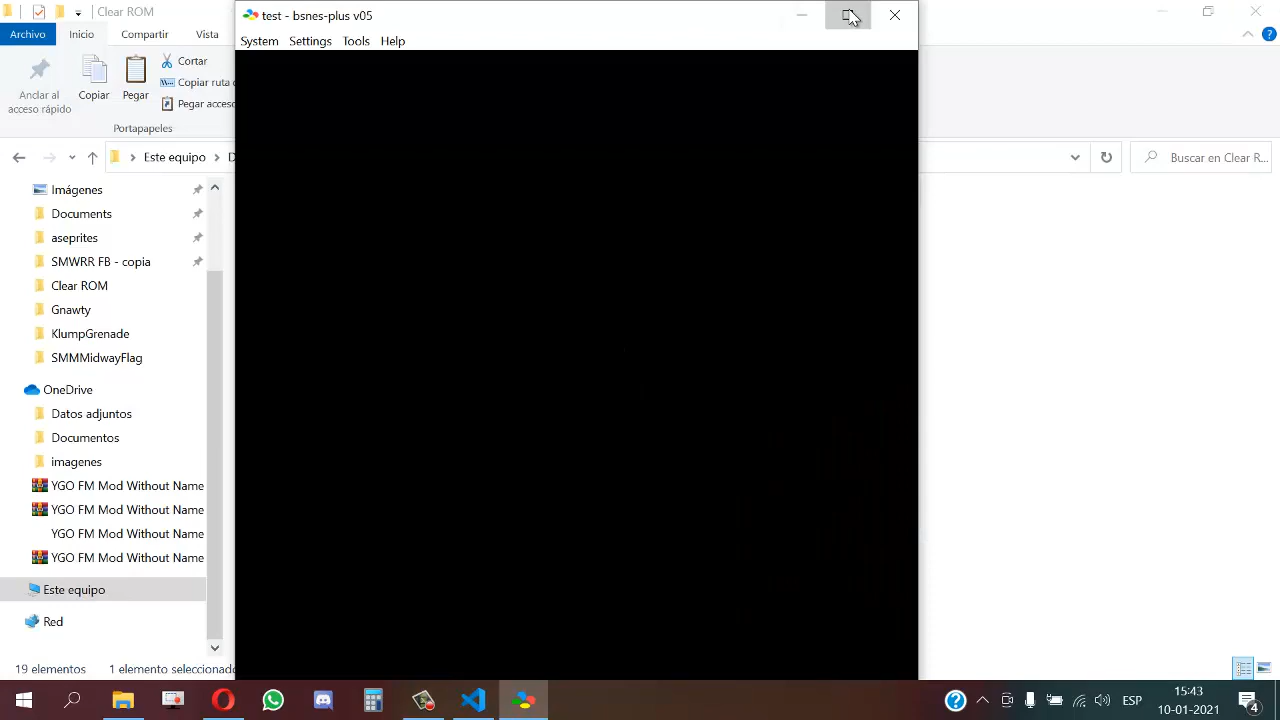 Clear ROM
test - bsnes-plus v05
Archivo
Inicio
Compartir
Vista
System
Settings
Tools
Help
Cortar
Copiar ruta
Pegar acceso
Andar al
acceso rápido
Copiar
Pegar
Portapapeles
Este equipo
Buscar en Clear R...
Imágenes
Documents
aseprites
SMWRR FB - copia
Clear ROM
Gnawty
KlumpGrenade
SMMMidwayFlag
OneDrive
Datos adjuntos
Documentos
imagenes
YGO FM Mod Without Name
YGO FM Mod Without Name
YGO FM Mod Without Name
YGO FM Mod Without Name
Este equipo
Red
19 elementos
1 elemento seleccionado
ESP
15:43
10-01-2021
4